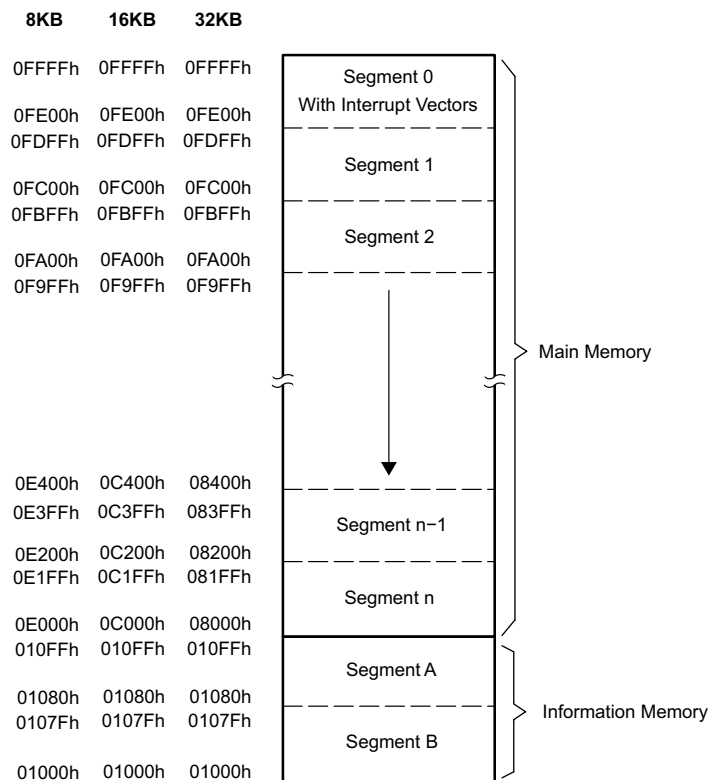 8KB 16KB 32KB
0FFFFh 0FFFFh 0FFFFh
Segment 0
With Interrupt Vectors
0FE00h 0FE00h 0FE00h
0FDFFh 0FDFFh 0FDFFh
Segment 1
0FC00h 0FC00h 0FC00h
0FBFFh 0FBFFh 0FBFFh
Segment 2
0FA00h 0FA00h 0FA00h
0F9FFh 0F9FFh 0F9FFh
Main Memory
0E400h 0C400h 08400h
0E3FFh 0C3FFh 083FFh
Segment n−1
0E200h 0C200h 08200h
0E1FFh 0C1FFh 081FFh
Segment n
0E000h 0C000h 08000h
010FFh 010FFh 010FFh
Segment A
01080h 01080h 01080h
0107Fh 0107Fh 0107Fh
Information Memory
Segment B
01000h 01000h 01000h